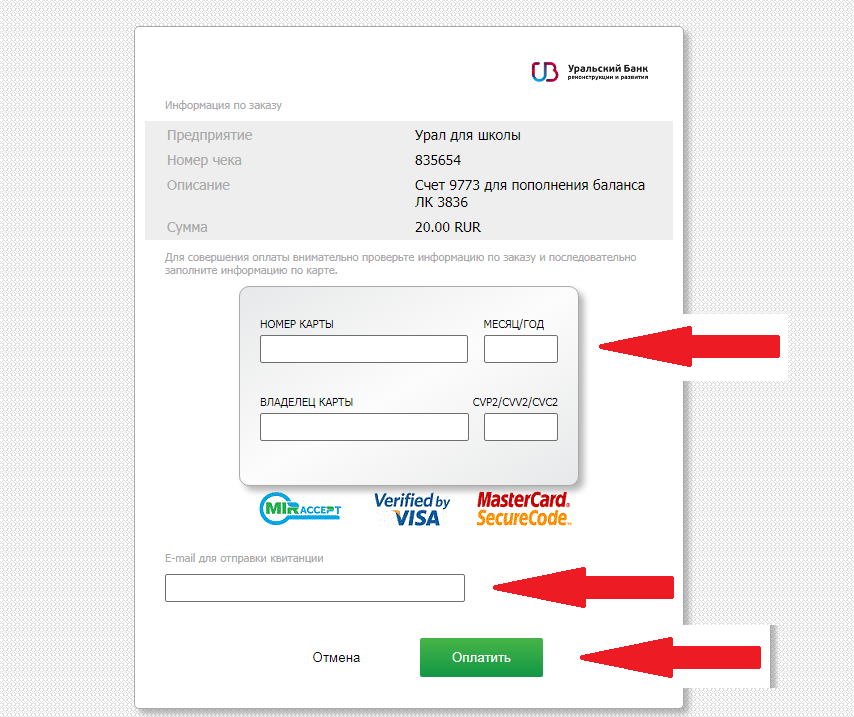 Уральский Банк
реконструкции и развития
Информация по заказу
Предприятие Урал для школы
Номер чека 835654
Описание Счет 9773 для пополнения баланса
ЛК 3836
Сумма 20.00 RUR
Для совершения оплаты внимательно проверьте информацию по заказу и последовательно
заполните информацию по карте.
НОМЕР КАРТЫ МЕСЯЦ/ГОД
ВЛАДЕЛЕЦ КАРТЫ CVP2/CVV2/CVC2
MIR ACCEPT
Verified by
VISA
MasterCard.
SecureCode.
E-mail для отправки квитанции
Отмена Оплатить